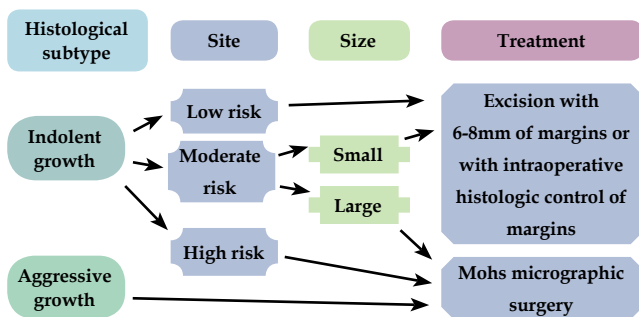 Histological
subtype
Site
Size
Treatment
Indolent
growth
Low risk
Moderate
risk
High risk
Small
Large
Excision with
6-8mm of margins or
with intraoperative
histologic control of
margins
Aggressive
growth
Mohs micrographic
surgery